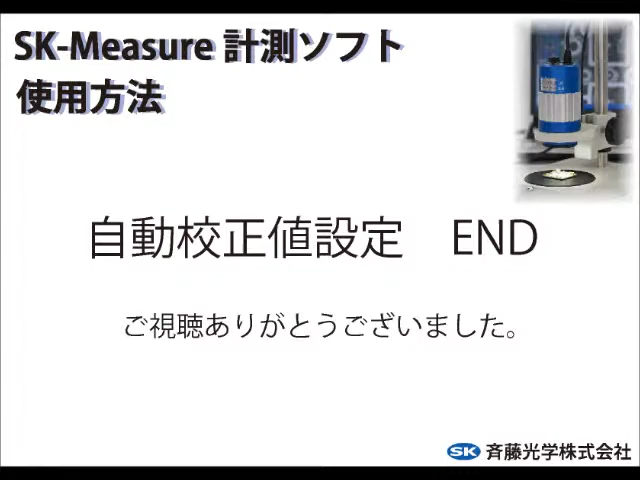 SK-Measure 計測ソフト
使用方法
自動校正値設定　END
ご視聴ありがとうございました。
SK 斉藤光学株式会社